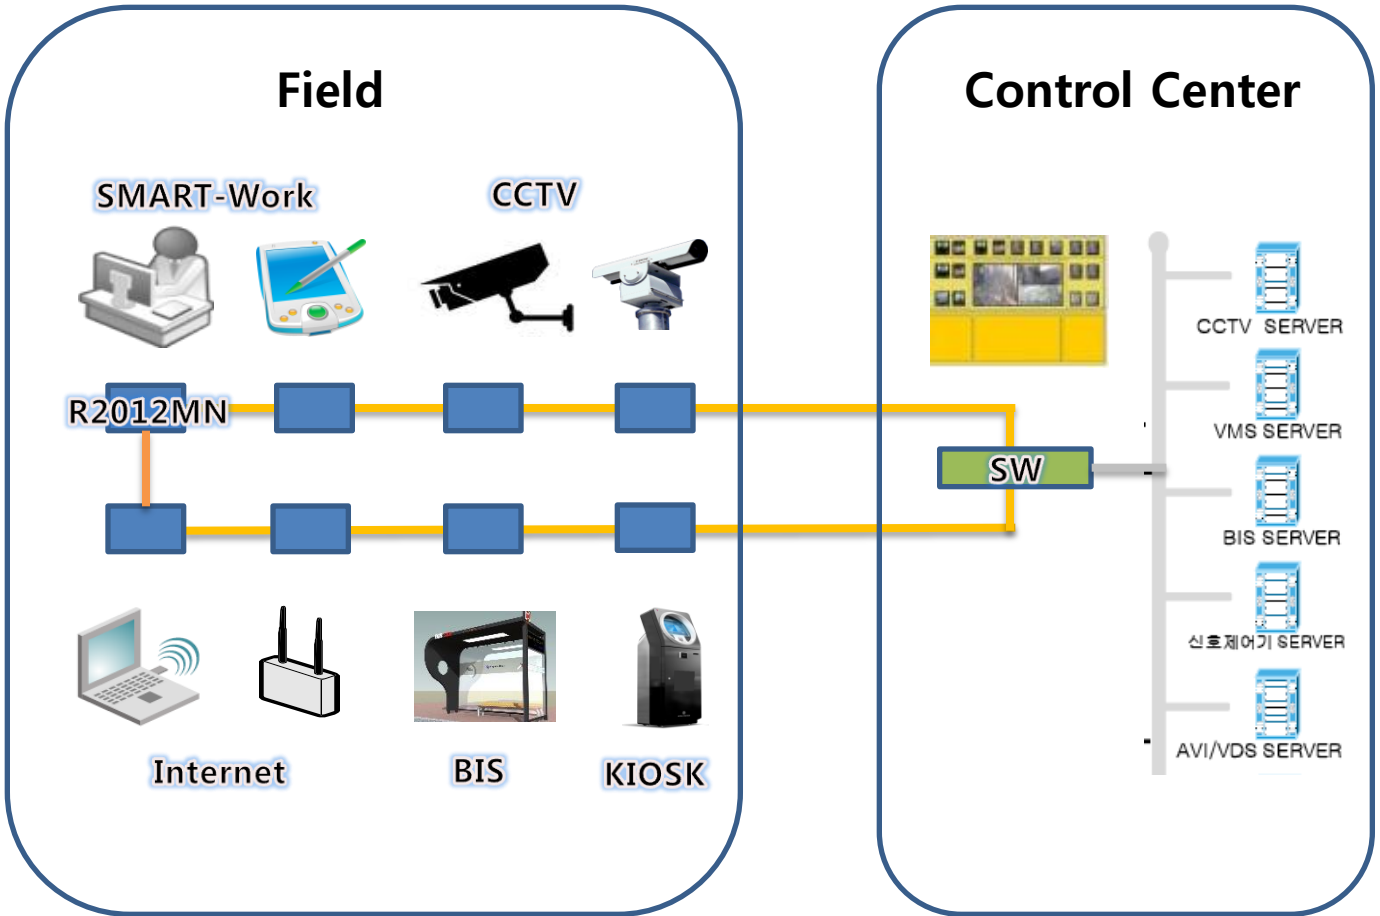 Field
Control Center
SMART-Work
CCTV
CCTV SERVER
R2012MN
VMS SERVER
SW
BIS SERVER
신호제어기 SERVER
AVI/VDS SERVER
Internet
BIS
KIOSK